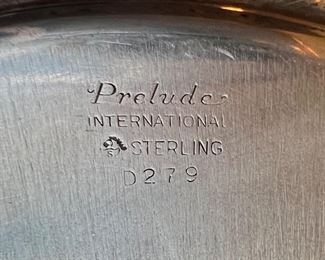 Prelude
INTERNATIONAL
STERLING
D279